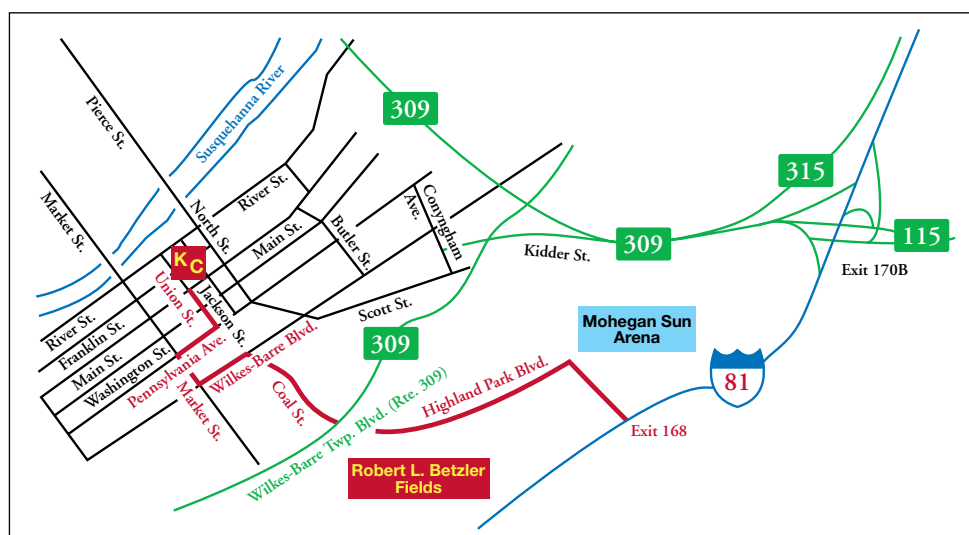 Pierce St.
Susquehanna River
309
315
Market St.
River St.
North St.
Main St.
Butler St.
Conyngham
Ave.
Kidder St.
309
115
Exit 170B
K C
Union St.
Jackson St.
Scott St.
River St.
Franklin St.
Main St.
Washington St.
Pennsylvania Ave.
Wilkes-Barre Blvd.
309
Mohegan Sun
Arena
81
Market St.
Coal St.
Highland Park Blvd.
Exit 168
Wilkes-Barre Twp. Blvd. (Rte. 309)
Robert L. Betzler
Fields